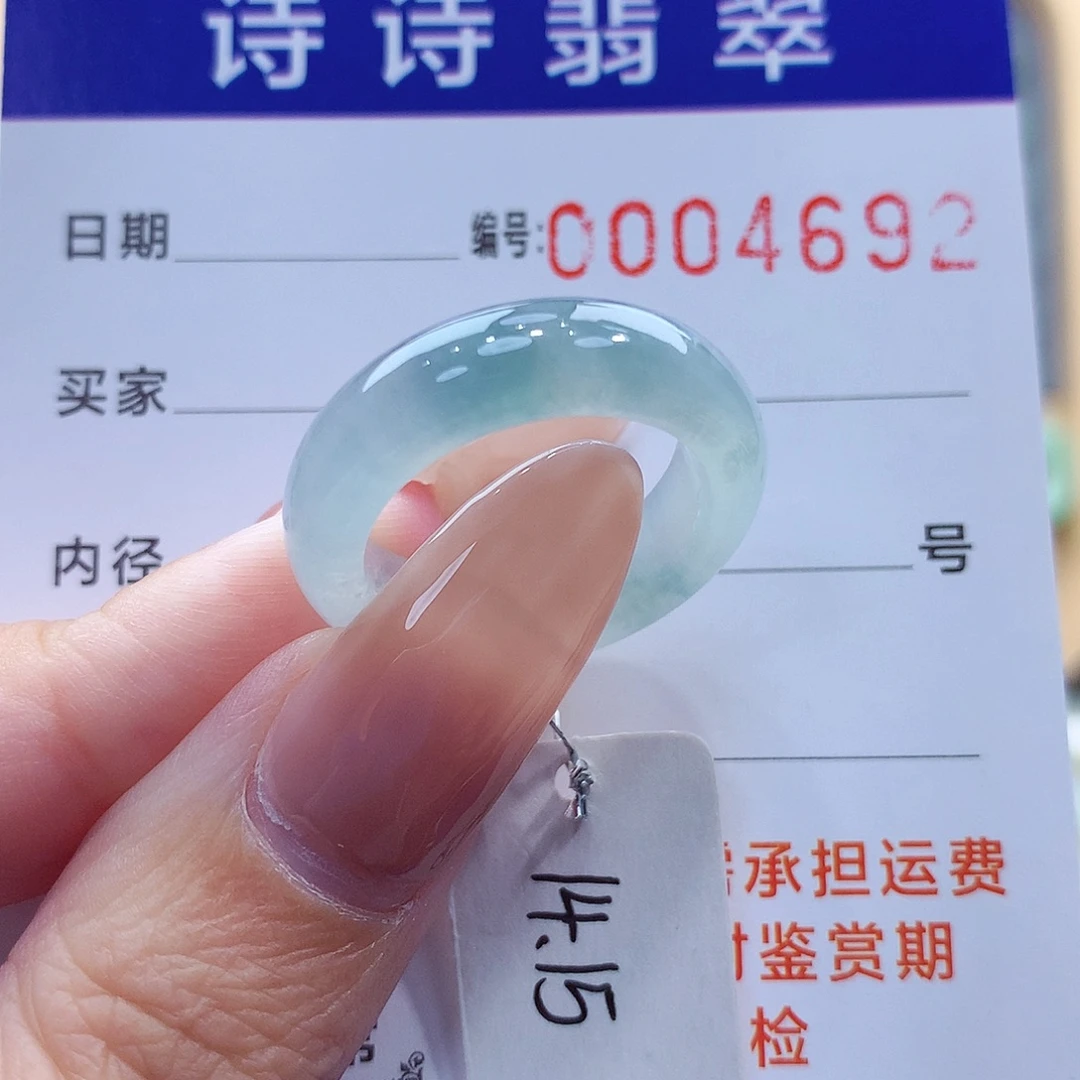 诗诗翡翠
日期 编号:0004692
买家
内径 号
承担运费
鉴赏期
检
14.15